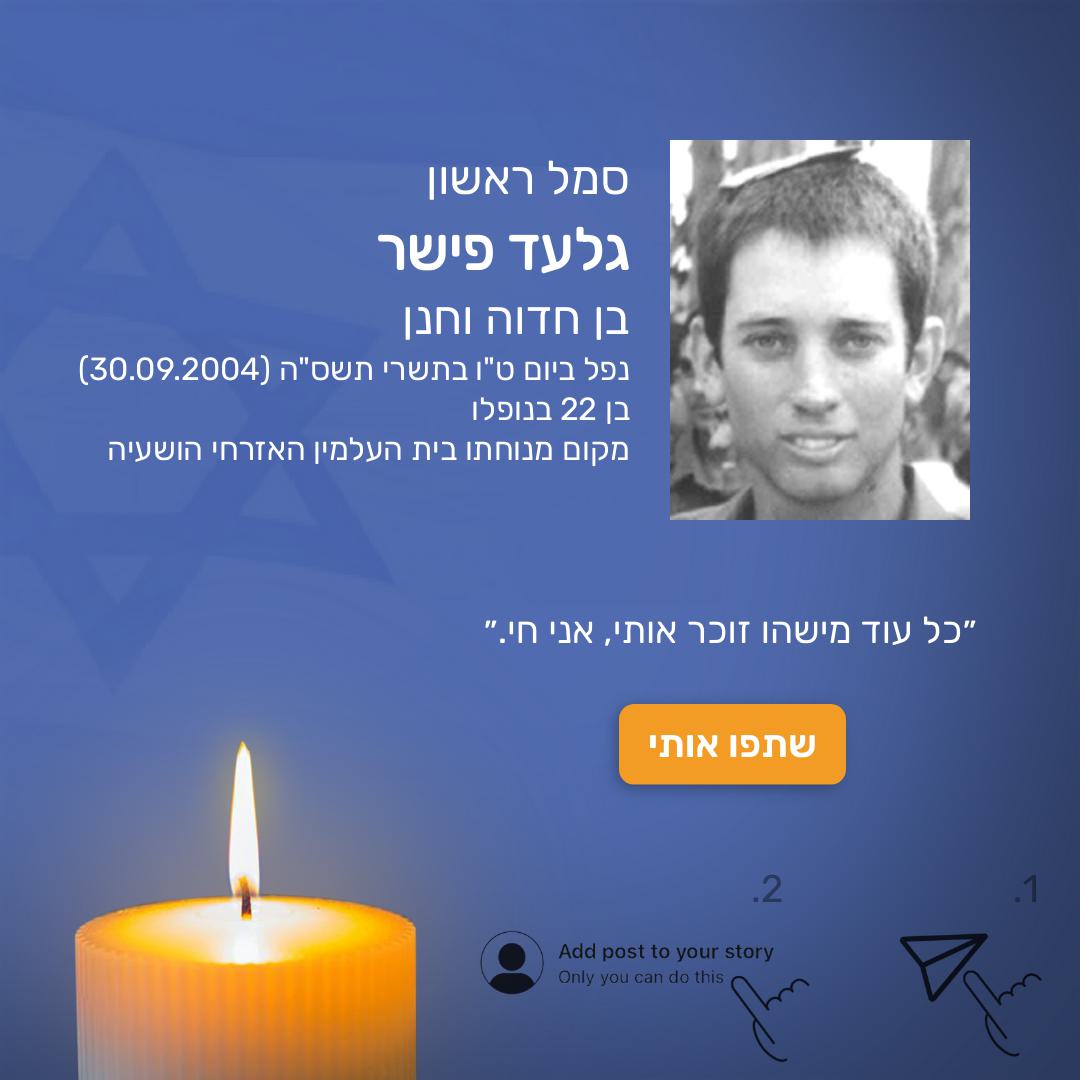 סמל ראשון
גלעד פישר
בן חדוה וחנן
נפל ביום ט"ו בתשרי תשס"ה (30.09.2004)
בן 22 בנופלו
מקום מנוחתו בית העלמין האזרחי הושעיה
״כל עוד מישהו זוכר אותי, אני חי.״
שתפו אותי
.1
.2
Add post to your story
Only you can do this